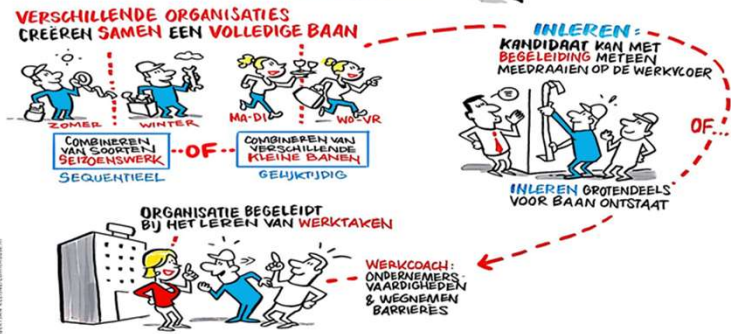 VERSCHILLENDE ORGANISATIES
CREËREN SAMEN EEN VOLLEDIGE BAAN
ZOMER
WINTER
COMBINEREN
VAN SOORTEN
SEIZOENSWERK
SEQUENTIEEL
OF
MA-DI
WO-VR
COMBINEREN VAN
VERSCHILLENDE
KLEINE BANEN
GELIJKTIJDIG
INLEREN:
KANDIDAAT KAN MET
BEGELEIDING METEEN
MEEDRAAIEN OP DE WERKVLOER
OF...
INLEREN GROTENDEELS
VOOR BAAN ONTSTAAT
ORGANISATIE BEGELEIDT
BIJ HET LEREN VAN WERKTAKEN
WERKCOACH:
ONDERNEMERS-
VAARDIGHEDEN
& WEGNEMEN
BARRIERES